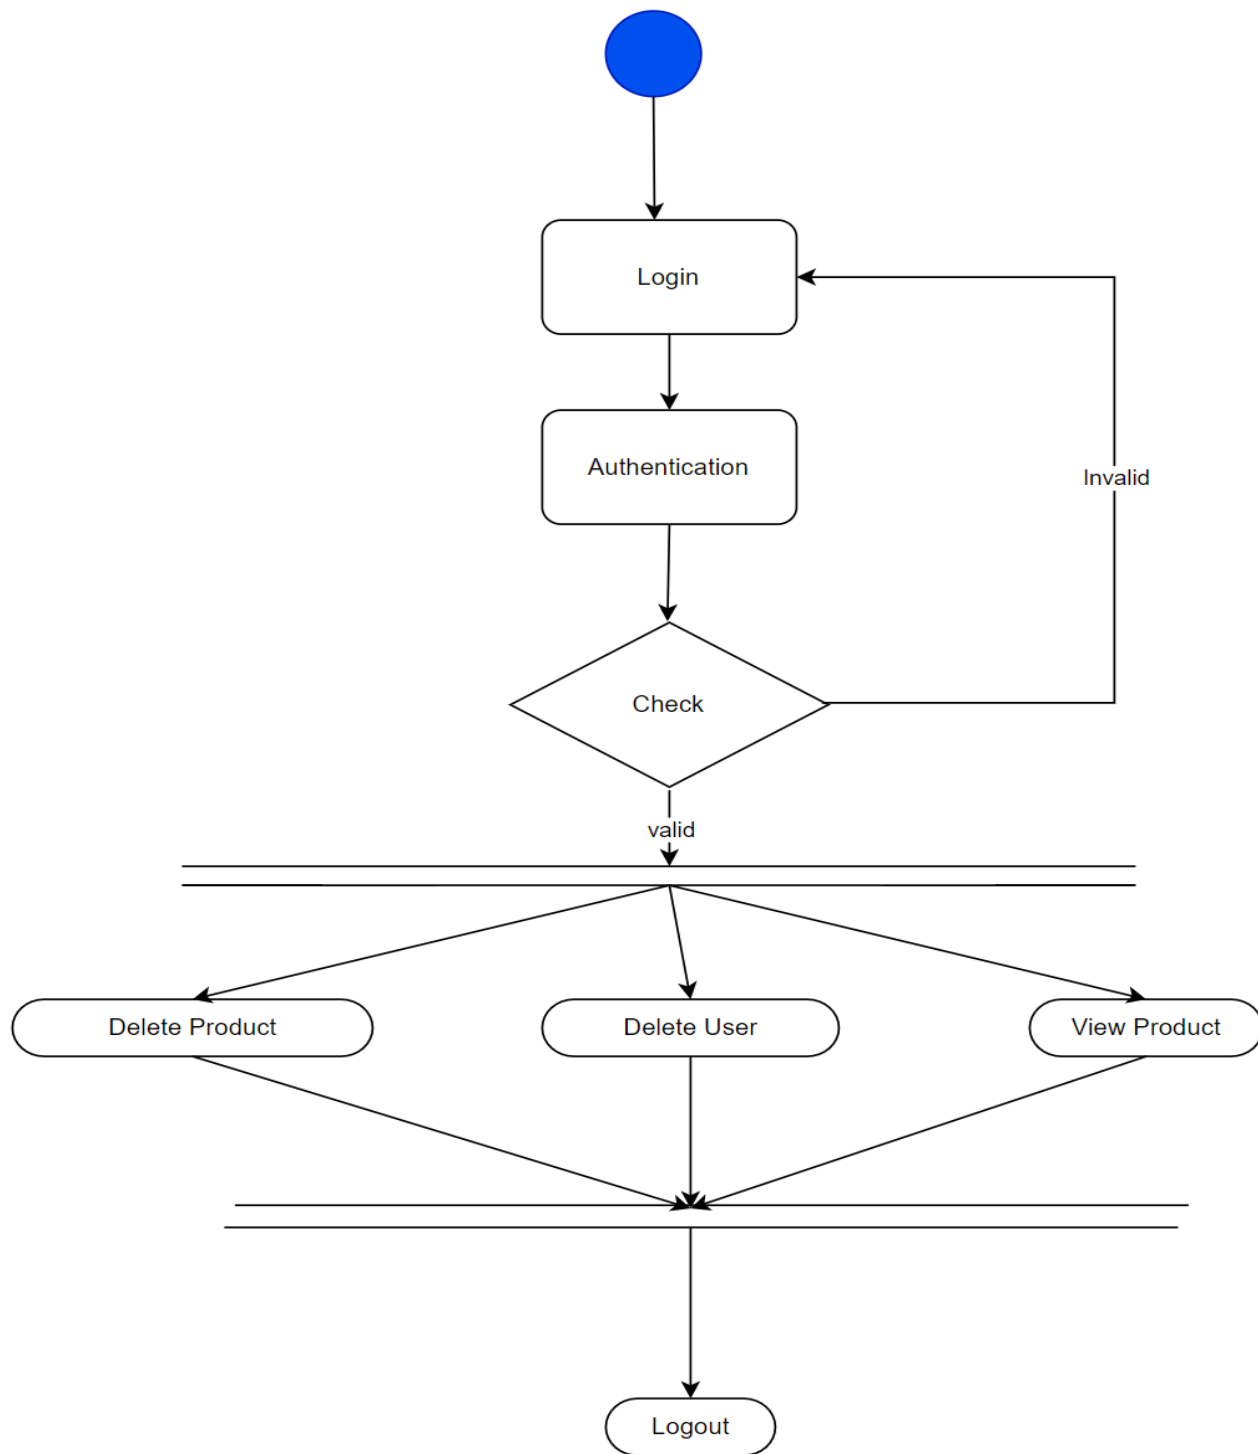 Login
Authentication
Invalid
Check
valid
Delete Product
Delete User
View Product
Logout